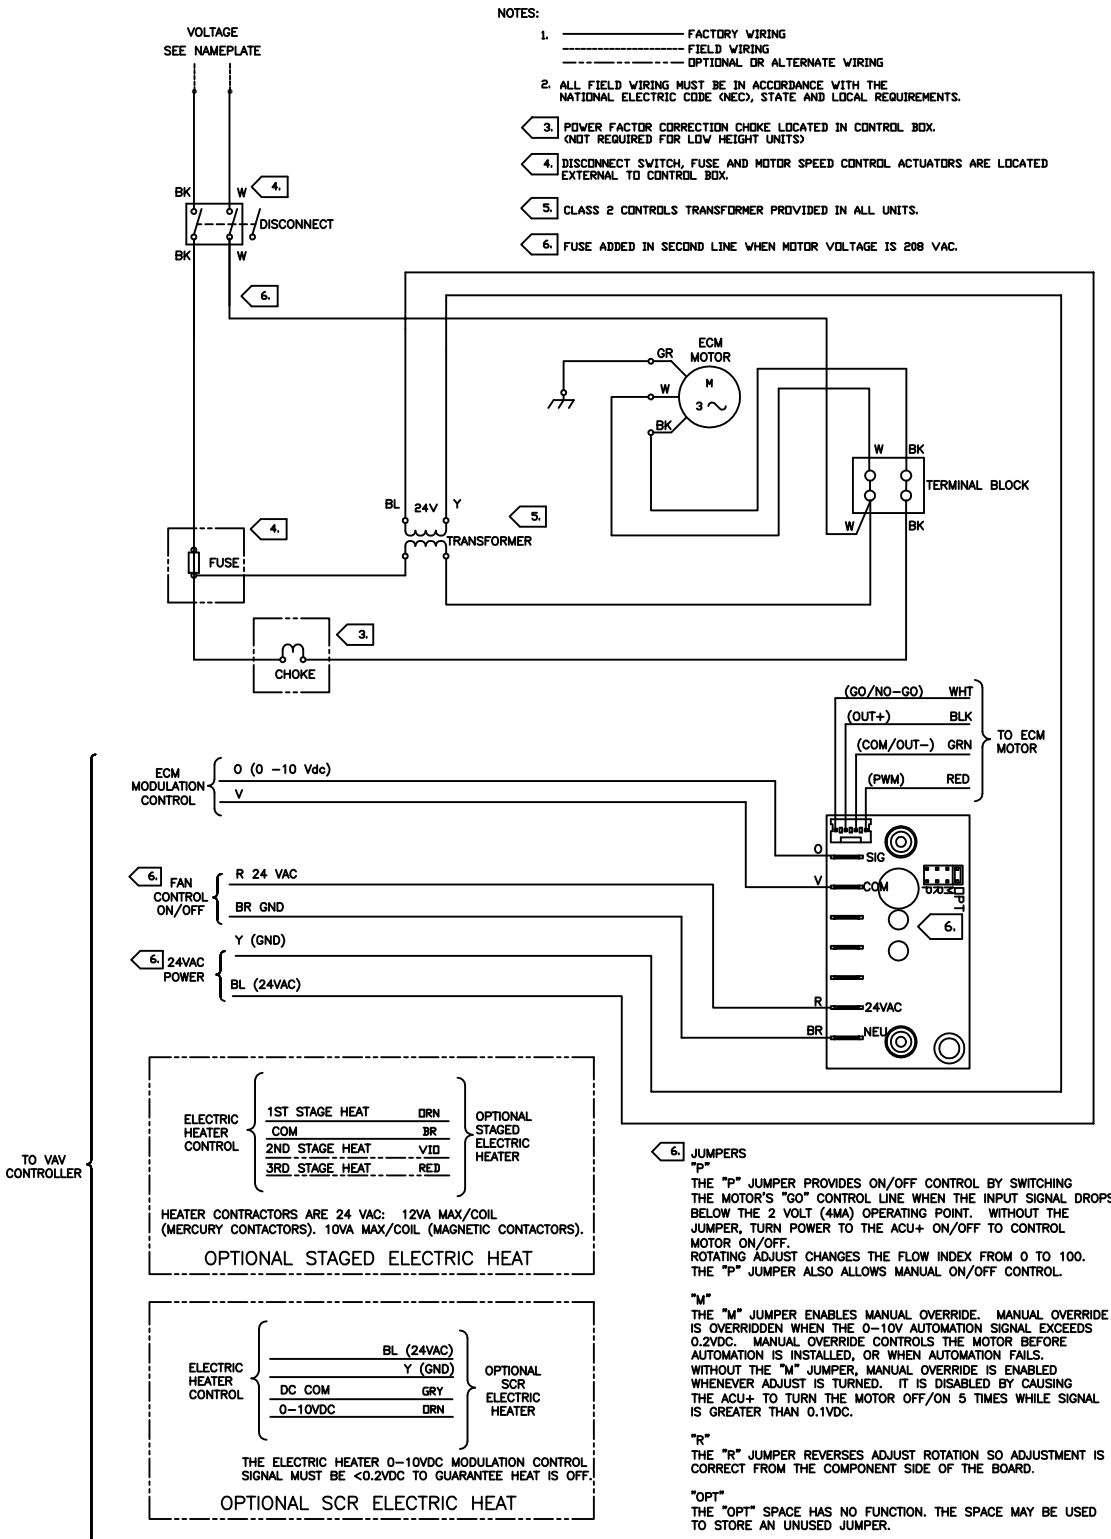 NOTES:
1. FACTORY WIRING
FIELD WIRING
OPTIONAL OR ALTERNATE WIRING
2. ALL FIELD WIRING MUST BE IN ACCORDANCE WITH THE
NATIONAL ELECTRIC CODE (NEC), STATE AND LOCAL REQUIREMENTS.
3. POWER FACTOR CORRECTION CHOKE LOCATED IN CONTROL BOX.
(NOT REQUIRED FOR LOW HEIGHT UNITS)
4. DISCONNECT SWITCH, FUSE AND MOTOR SPEED CONTROL ACTUATORS ARE LOCATED
EXTERNAL TO CONTROL BOX.
5. CLASS 2 CONTROLS TRANSFORMER PROVIDED IN ALL UNITS.
6. FUSE ADDED IN SECOND LINE WHEN MOTOR VOLTAGE IS 208 VAC.
VOLTAGE
SEE NAMEPLATE
BK
W
4.
DISCONNECT
BK
W
6.
ECM
MOTOR
GR
W
BK
M
3
W
BK
TERMINAL BLOCK
W
BK
BL
24V
Y
5.
TRANSFORMER
4.
FUSE
3.
CHOKE
(GO/NO-GO) WHT
(OUT+) BLK
(COM/OUT-) GRN
(PWM) RED
TO ECM
MOTOR
ECM
MODULATION
CONTROL
O (0 -10 Vdc)
V
6. FAN
CONTROL
ON/OFF
R 24 VAC
BR GND
6. 24VAC
POWER
Y (GND)
BL (24VAC)
O
SIG
V
COM
P
R
M
OPT
6.
R
24VAC
BR
NEU
TO VAV
CONTROLLER
ELECTRIC
HEATER
CONTROL
1ST STAGE HEAT ORN
COM BR
2ND STAGE HEAT VIO
3RD STAGE HEAT RED
OPTIONAL
STAGED
ELECTRIC
HEATER
HEATER CONTRACTORS ARE 24 VAC: 12VA MAX/COIL
(MERCURY CONTACTORS). 10VA MAX/COIL (MAGNETIC CONTACTORS).
OPTIONAL STAGED ELECTRIC HEAT
ELECTRIC
HEATER
CONTROL
BL (24VAC)
Y (GND)
DC COM GRY
0-10VDC ORN
OPTIONAL
SCR
ELECTRIC
HEATER
THE ELECTRIC HEATER 0-10VDC MODULATION CONTROL
SIGNAL MUST BE <0.2VDC TO GUARANTEE HEAT IS OFF.
OPTIONAL SCR ELECTRIC HEAT
6. JUMPERS
"P"
THE "P" JUMPER PROVIDES ON/OFF CONTROL BY SWITCHING
THE MOTOR'S "GO" CONTROL LINE WHEN THE INPUT SIGNAL DROPS
BELOW THE 2 VOLT (4MA) OPERATING POINT. WITHOUT THE
JUMPER, TURN POWER TO THE ACU+ ON/OFF TO CONTROL
MOTOR ON/OFF.
ROTATING ADJUST CHANGES THE FLOW INDEX FROM 0 TO 100.
THE "P" JUMPER ALSO ALLOWS MANUAL ON/OFF CONTROL.
"M"
THE "M" JUMPER ENABLES MANUAL OVERRIDE. MANUAL OVERRIDE
IS OVERRIDDEN WHEN THE 0-10V AUTOMATION SIGNAL EXCEEDS
0.2VDC. MANUAL OVERRIDE CONTROLS THE MOTOR BEFORE
AUTOMATION IS INSTALLED, OR WHEN AUTOMATION FAILS.
WITHOUT THE "M" JUMPER, MANUAL OVERRIDE IS ENABLED
WHENEVER ADJUST IS TURNED. IT IS DISABLED BY CAUSING
THE ACU+ TO TURN THE MOTOR OFF/ON 5 TIMES WHILE SIGNAL
IS GREATER THAN 0.1VDC.
"R"
THE "R" JUMPER REVERSES ADJUST ROTATION SO ADJUSTMENT IS
CORRECT FROM THE COMPONENT SIDE OF THE BOARD.
"OPT"
THE "OPT" SPACE HAS NO FUNCTION. THE SPACE MAY BE USED
TO STORE AN UNUSED JUMPER.